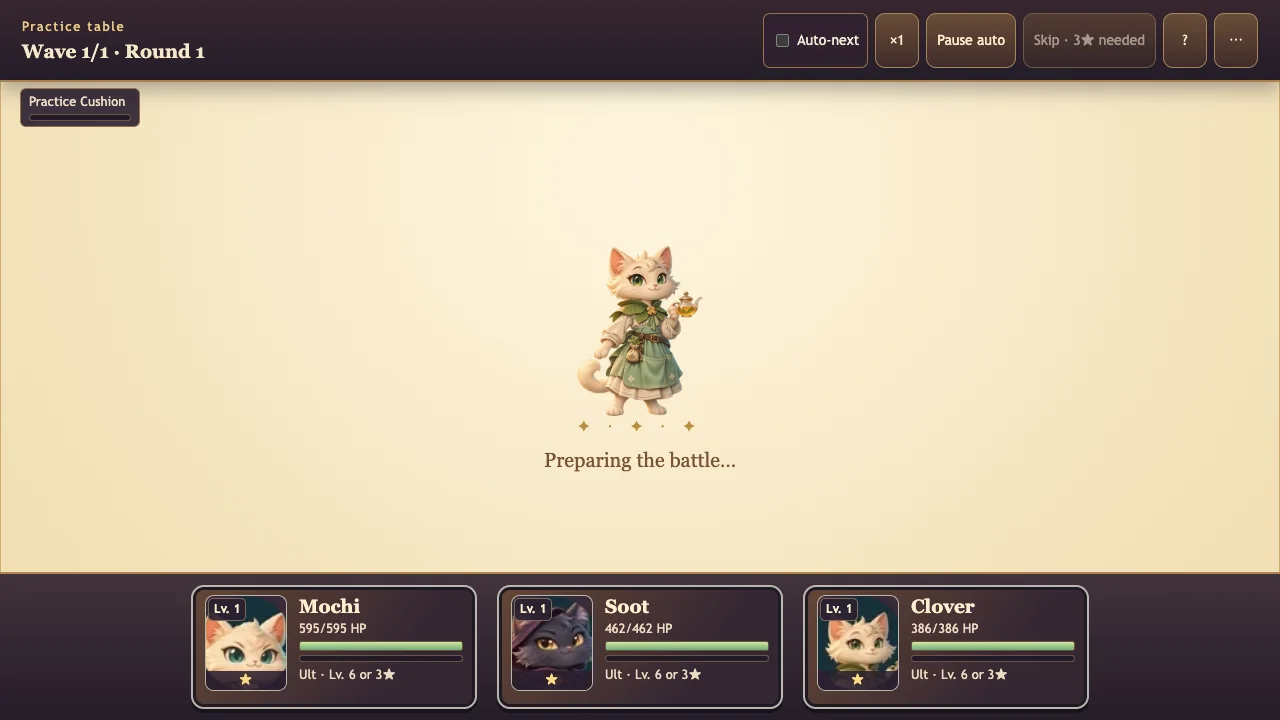 Practice table
Wave 1/1 · Round 1
Auto-next
×1
Pause auto
Skip · 3★ needed
?
···
Practice Cushion
Preparing the battle...
Lv. 1
Mochi
595/595 HP
Ult · Lv. 6 or 3★
Lv. 1
Soot
462/462 HP
Ult · Lv. 6 or 3★
Lv. 1
Clover
386/386 HP
Ult · Lv. 6 or 3★